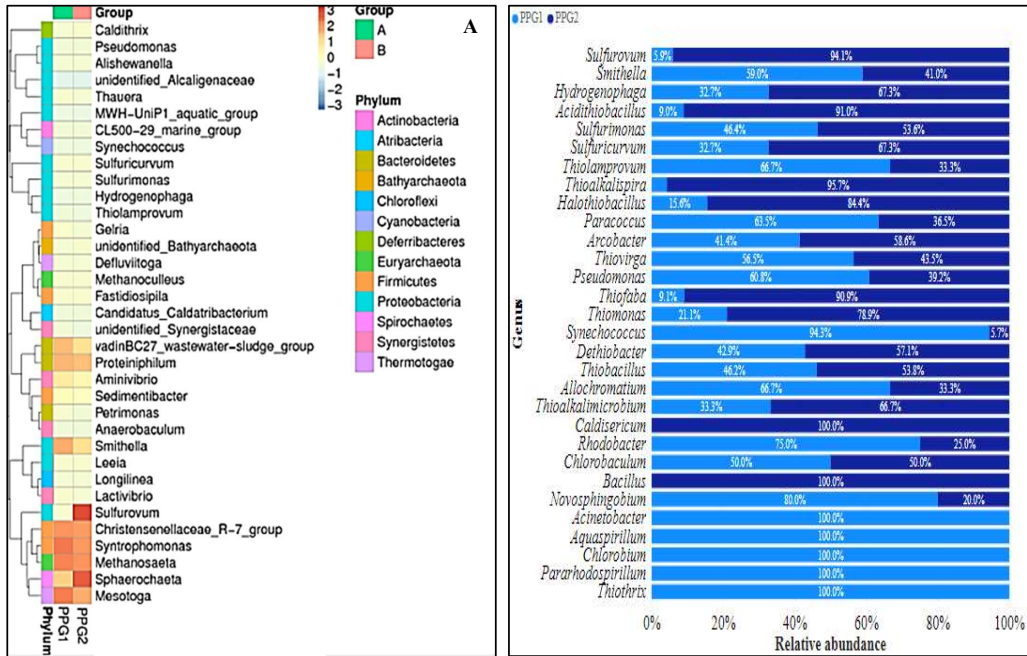 Group
A
Caldithrix
Pseudomonas
Alishewanella
unidentified_Alcaligenaceae
Thauera
MWH-UniP1_aquatic_group
CL500-29_marine_group
Synechococcus
Sulfuricurvum
Sulfurimonas
Hydrogenophaga
Thiolamprovum
Gelria
unidentified_Bathyarchaeota
Defluviitoga
Methanoculleus
Fastidiosipila
Candidatus_Caldatribacterium
unidentified_Synergistaceae
vadinBC27_wastewater-sludge_group
Proteiniphilum
Aminivibrio
Sedimentibacter
Petrimonas
Anaerobaculum
Smithella
Leeia
Longilinea
Lactivibrio
Sulfurovum
Christensenellaceae_R-7_group
Syntrophomonas
Methanosaeta
Sphaerochaeta
Mesotoga
Phylum
PPG1
PPG2
3
2
1
0
-1
-2
-3
Group
A
B
Phylum
Actinobacteria
Atribacteria
Bacteroidetes
Bathyarchaeota
Chloroflexi
Cyanobacteria
Deferribacteres
Euryarchaeota
Firmicutes
Proteobacteria
Spirochaetes
Synergistetes
Thermotogae
PPG1 PPG2
Genus
Sulfurovum 5.9% 94.1%
Smithella 59.0% 41.0%
Hydrogenophaga 32.7% 67.3%
Acidithiobacillus 9.0% 91.0%
Sulfurimonas 46.4% 53.6%
Sulfuricurvum 32.7% 67.3%
Thiolamprovum 66.7% 33.3%
Thioalkalispira 95.7%
Halothiobacillus 15.6% 84.4%
Paracoccus 63.5% 36.5%
Arcobacter 41.4% 58.6%
Thiovirga 56.5% 43.5%
Pseudomonas 60.8% 39.2%
Thiofaba 9.1% 90.9%
Thiomonas 21.1% 78.9%
Synechococcus 94.3% 5.7%
Dethiobacter 42.9% 57.1%
Thiobacillus 46.2% 53.8%
Allochromatium 66.7% 33.3%
Thioalkalimicrobium 33.3% 66.7%
Caldisericum 100.0%
Rhodobacter 75.0% 25.0%
Chlorobaculum 50.0% 50.0%
Bacillus 100.0%
Novosphingobium 80.0% 20.0%
Acinetobacter 100.0%
Aquaspirillum 100.0%
Chlorobium 100.0%
Pararhodospirillum 100.0%
Thiothrix 100.0%
0% 20% 40% 60% 80% 100%
Relative abundance